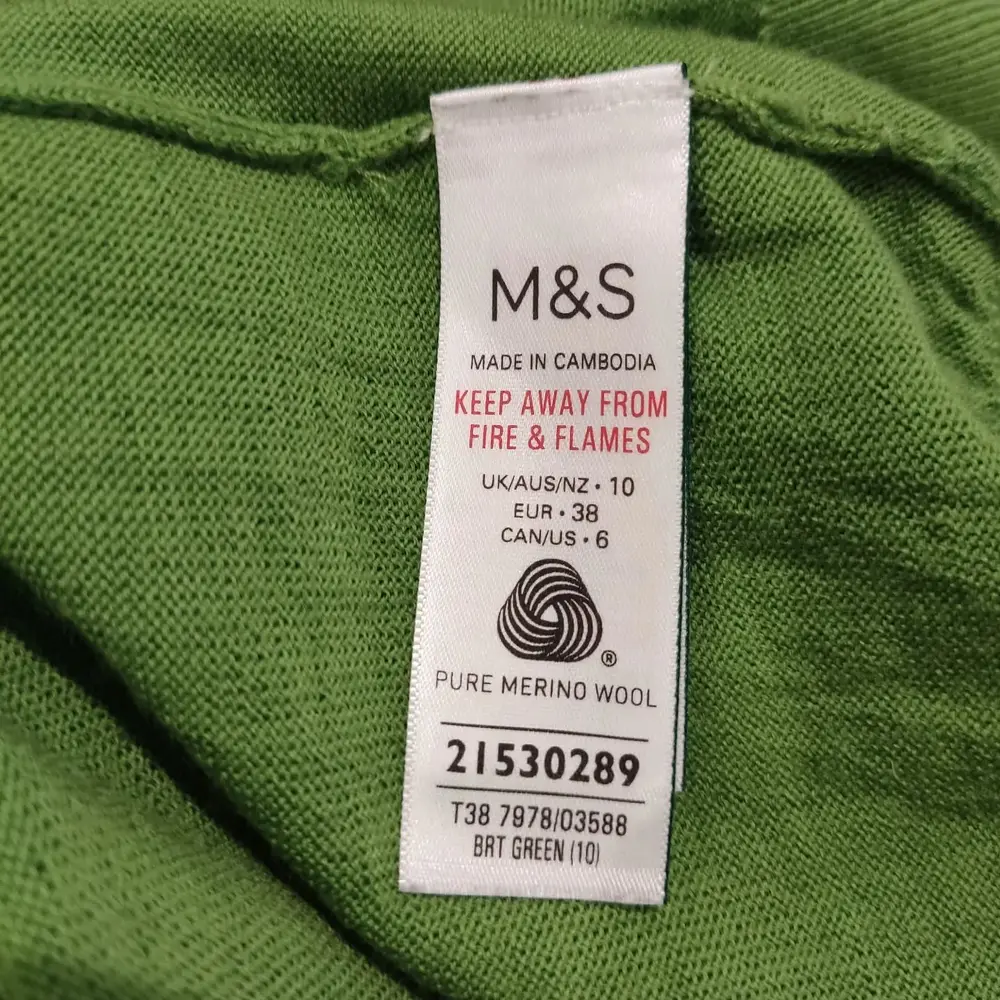 M&S
MADE IN CAMBODIA
KEEP AWAY FROM
FIRE & FLAMES
UK/AUS/NZ • 10
EUR • 38
CAN/US • 6
®
PURE MERINO WOOL
21530289
T38 7978/03588
BRT GREEN (10)